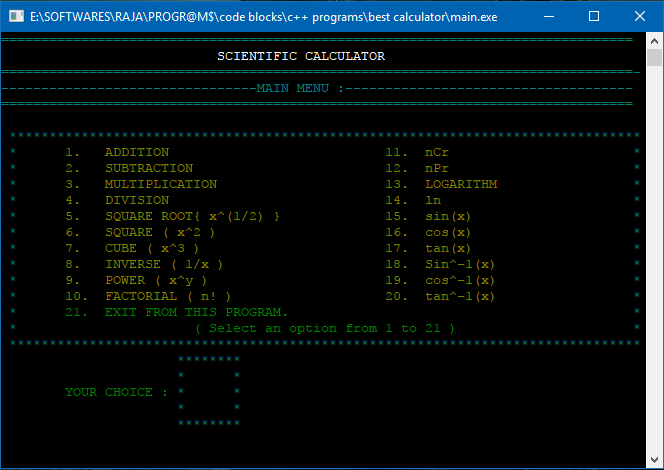 E:\SOFTWARES\RAJA\PROGR@M$\code blocks\c++ programs\best calculator\main.exe
===============================================================================
SCIENTIFIC CALCULATOR
================================================================================-
--------------------------------MAIN MENU :------------------------------------
===============================================================================
*******************************************************************************
* 1. ADDITION 11. nCr *
* 2. SUBTRACTION 12. nPr *
* 3. MULTIPLICATION 13. LOGARITHM *
* 4. DIVISION 14. ln *
* 5. SQUARE ROOT{ x^(1/2) } 15. sin(x) *
* 6. SQUARE ( x^2 ) 16. cos(x) *
* 7. CUBE ( x^3 ) 17. tan(x) *
* 8. INVERSE ( 1/x ) 18. Sin^-1(x) *
* 9. POWER ( x^y ) 19. cos^-1(x) *
* 10. FACTORIAL ( n! ) 20. tan^-1(x) *
* 21. EXIT FROM THIS PROGRAM. *
* ( Select an option from 1 to 21 ) *
*******************************************************************************
********
* *
YOUR CHOICE : * *
* *
********